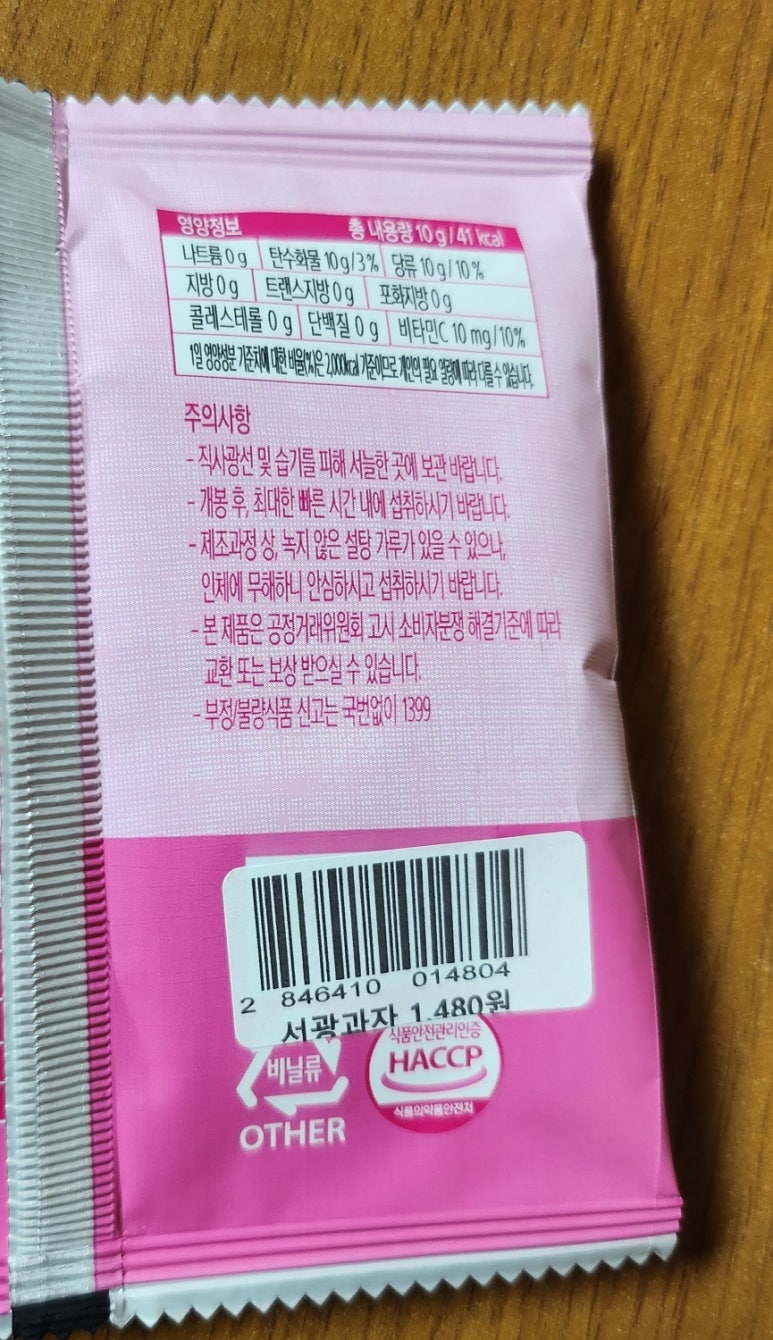 영양정보 총 내용량 10 g / 41 kcal
나트륨 0 g 탄수화물 10 g/3% 당류 10 g/10%
지방 0 g 트랜스지방 0 g 포화지방 0 g
콜레스테롤 0 g 단백질 0 g 비타민C 10 mg/10%
1일 영양성분 기준치에 대한 비율(%)은 2,000kcal 기준이므로 개인의 필요 열량에 따라 다를 수 있습니다.
주의사항
- 직사광선 및 습기를 피해 서늘한 곳에 보관 바랍니다.
- 개봉 후, 최대한 빠른 시간 내에 섭취하시기 바랍니다.
- 제조과정 상, 녹지 않은 설탕 가루가 있을 수 있으나,
인체에 무해하니 안심하시고 섭취하시기 바랍니다.
- 본 제품은 공정거래위원회 고시 소비자분쟁 해결기준에 따라
교환 또는 보상 받으실 수 있습니다.
- 부정/불량식품 신고는 국번없이 1399
2 846410 014804
서광과자 1,480원
식품안전관리인증
비닐류
HACCP
식품의약품안전처
OTHER